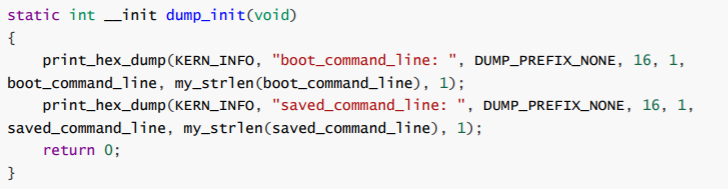 static int __init dump_init(void)
{
    print_hex_dump(KERN_INFO, "boot_command_line: ", DUMP_PREFIX_NONE, 16, 1,
boot_command_line, my_strlen(boot_command_line), 1);
    print_hex_dump(KERN_INFO, "saved_command_line: ", DUMP_PREFIX_NONE, 16, 1,
saved_command_line, my_strlen(saved_command_line), 1);
    return 0;
}